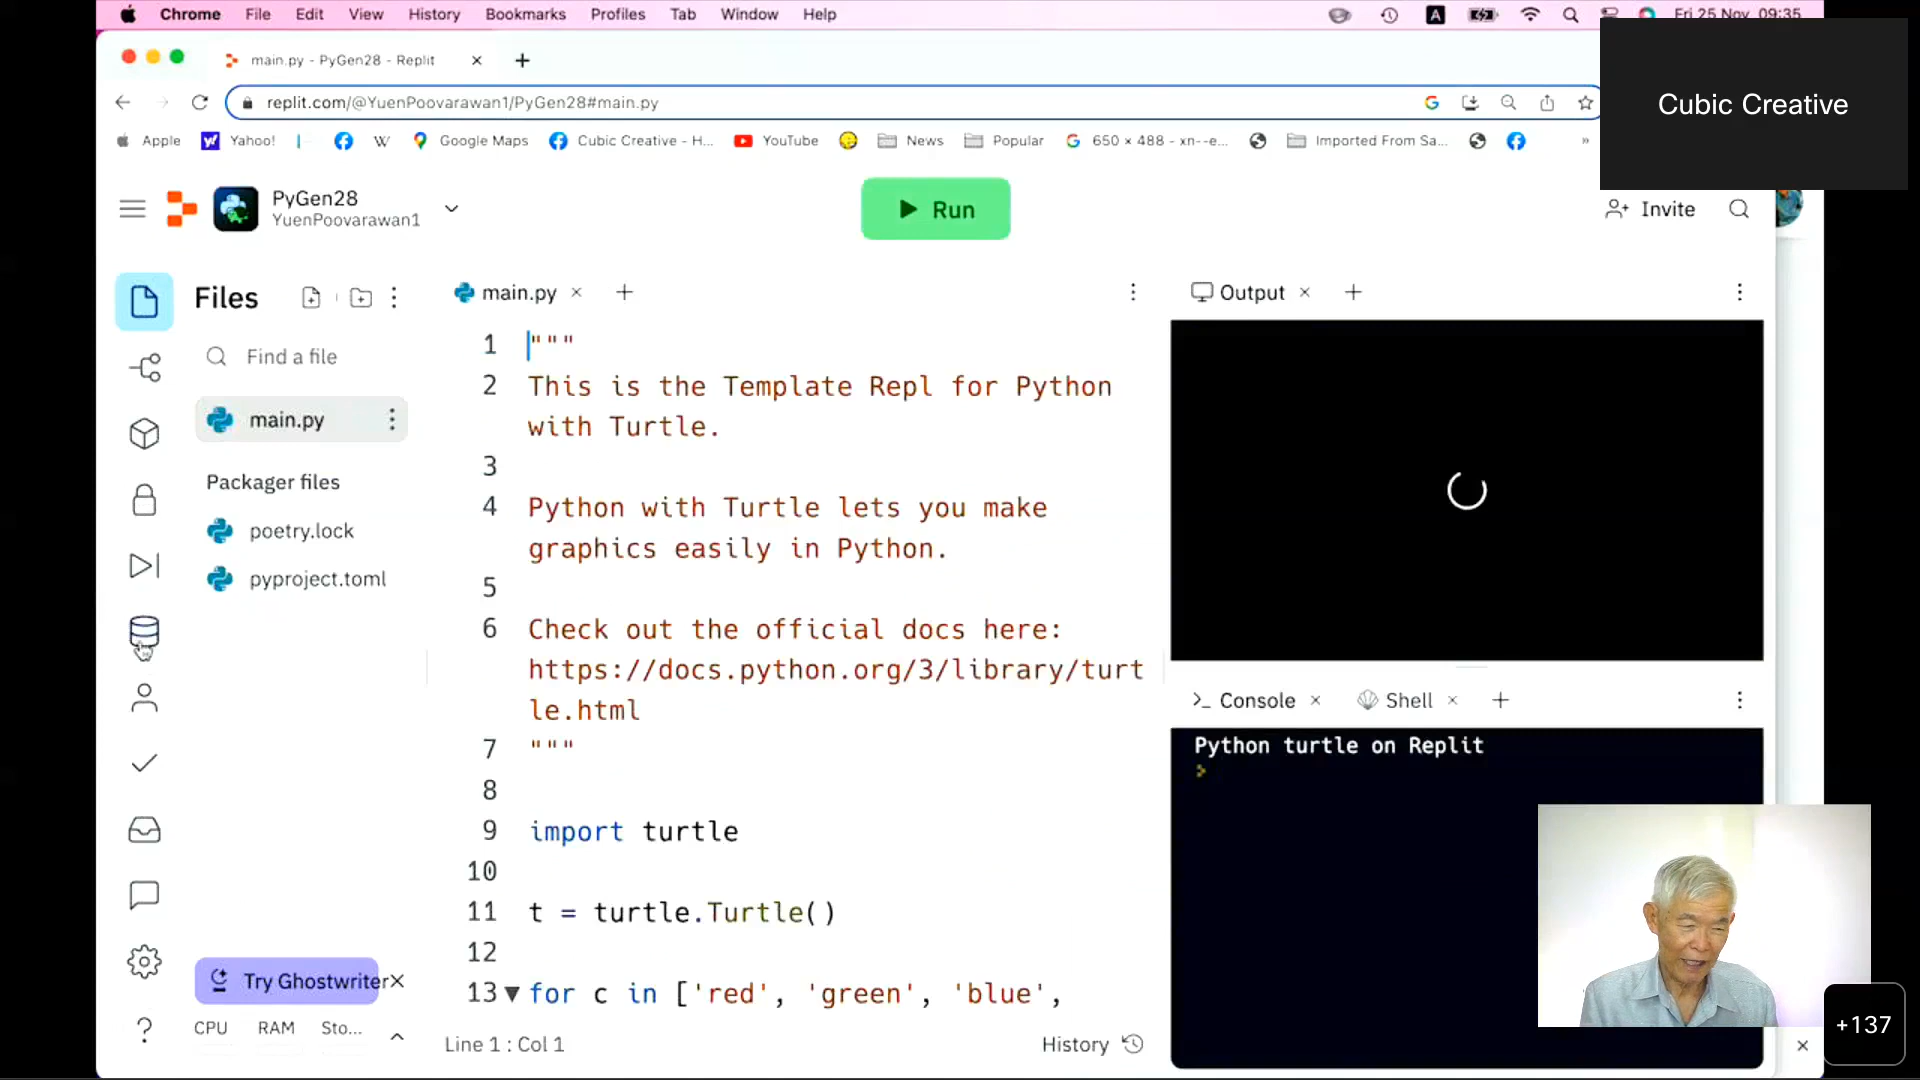 Chrome File Edit View History Bookmarks Profiles Tab Window Help
A
Fri 25 Nov 09:35
Cubic Creative
main.py - PyGen28 - Replit
replit.com/@YuenPoovarawan1/PyGen28#main.py
Apple Yahoo! W Google Maps Cubic Creative - H... YouTube News Popular 650 × 488 - xn--e... Imported From Sa... »
PyGen28
YuenPoovarawan1
Run
Invite
Files
main.py
Output
Find a file
main.py
Packager files
poetry.lock
pyproject.toml
1 """
2 This is the Template Repl for Python
with Turtle.
3
4 Python with Turtle lets you make
graphics easily in Python.
5
6 Check out the official docs here:
https://docs.python.org/3/library/turt
le.html
7 """
8
9 import turtle
10
11 t = turtle.Turtle()
12
13 for c in ['red', 'green', 'blue',
Console
Shell
Python turtle on Replit
>
Try Ghostwriter
CPU RAM Sto...
Line 1 : Col 1
History
+137